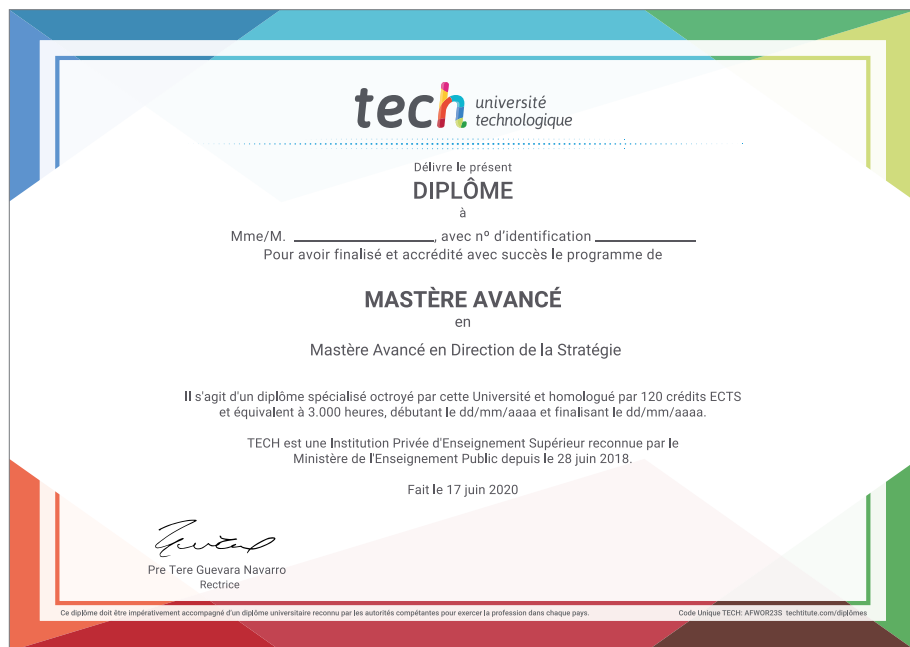 tech université
technologique
Délivre le présent
DIPLÔME
à
Mme/M. ________________, avec nº d'identification ____________
Pour avoir finalisé et accrédité avec succès le programme de
MASTÈRE AVANCÉ
en
Mastère Avancé en Direction de la Stratégie
Il s'agit d'un diplôme spécialisé octroyé par cette Université et homologué par 120 crédits ECTS
et équivalent à 3.000 heures, débutant le dd/mm/aaaa et finalisant le dd/mm/aaaa.
TECH est une Institution Privée d'Enseignement Supérieur reconnue par le
Ministère de l'Enseignement Public depuis le 28 juin 2018.
Fait le 17 juin 2020
Pre Tere Guevara Navarro
Rectrice
Ce diplôme doit être impérativement accompagné d'un diplôme universitaire reconnu par les autorités compétantes pour exercer la profession dans chaque pays.
Code Unique TECH: AFWOR23S techtitute.com/diplômes